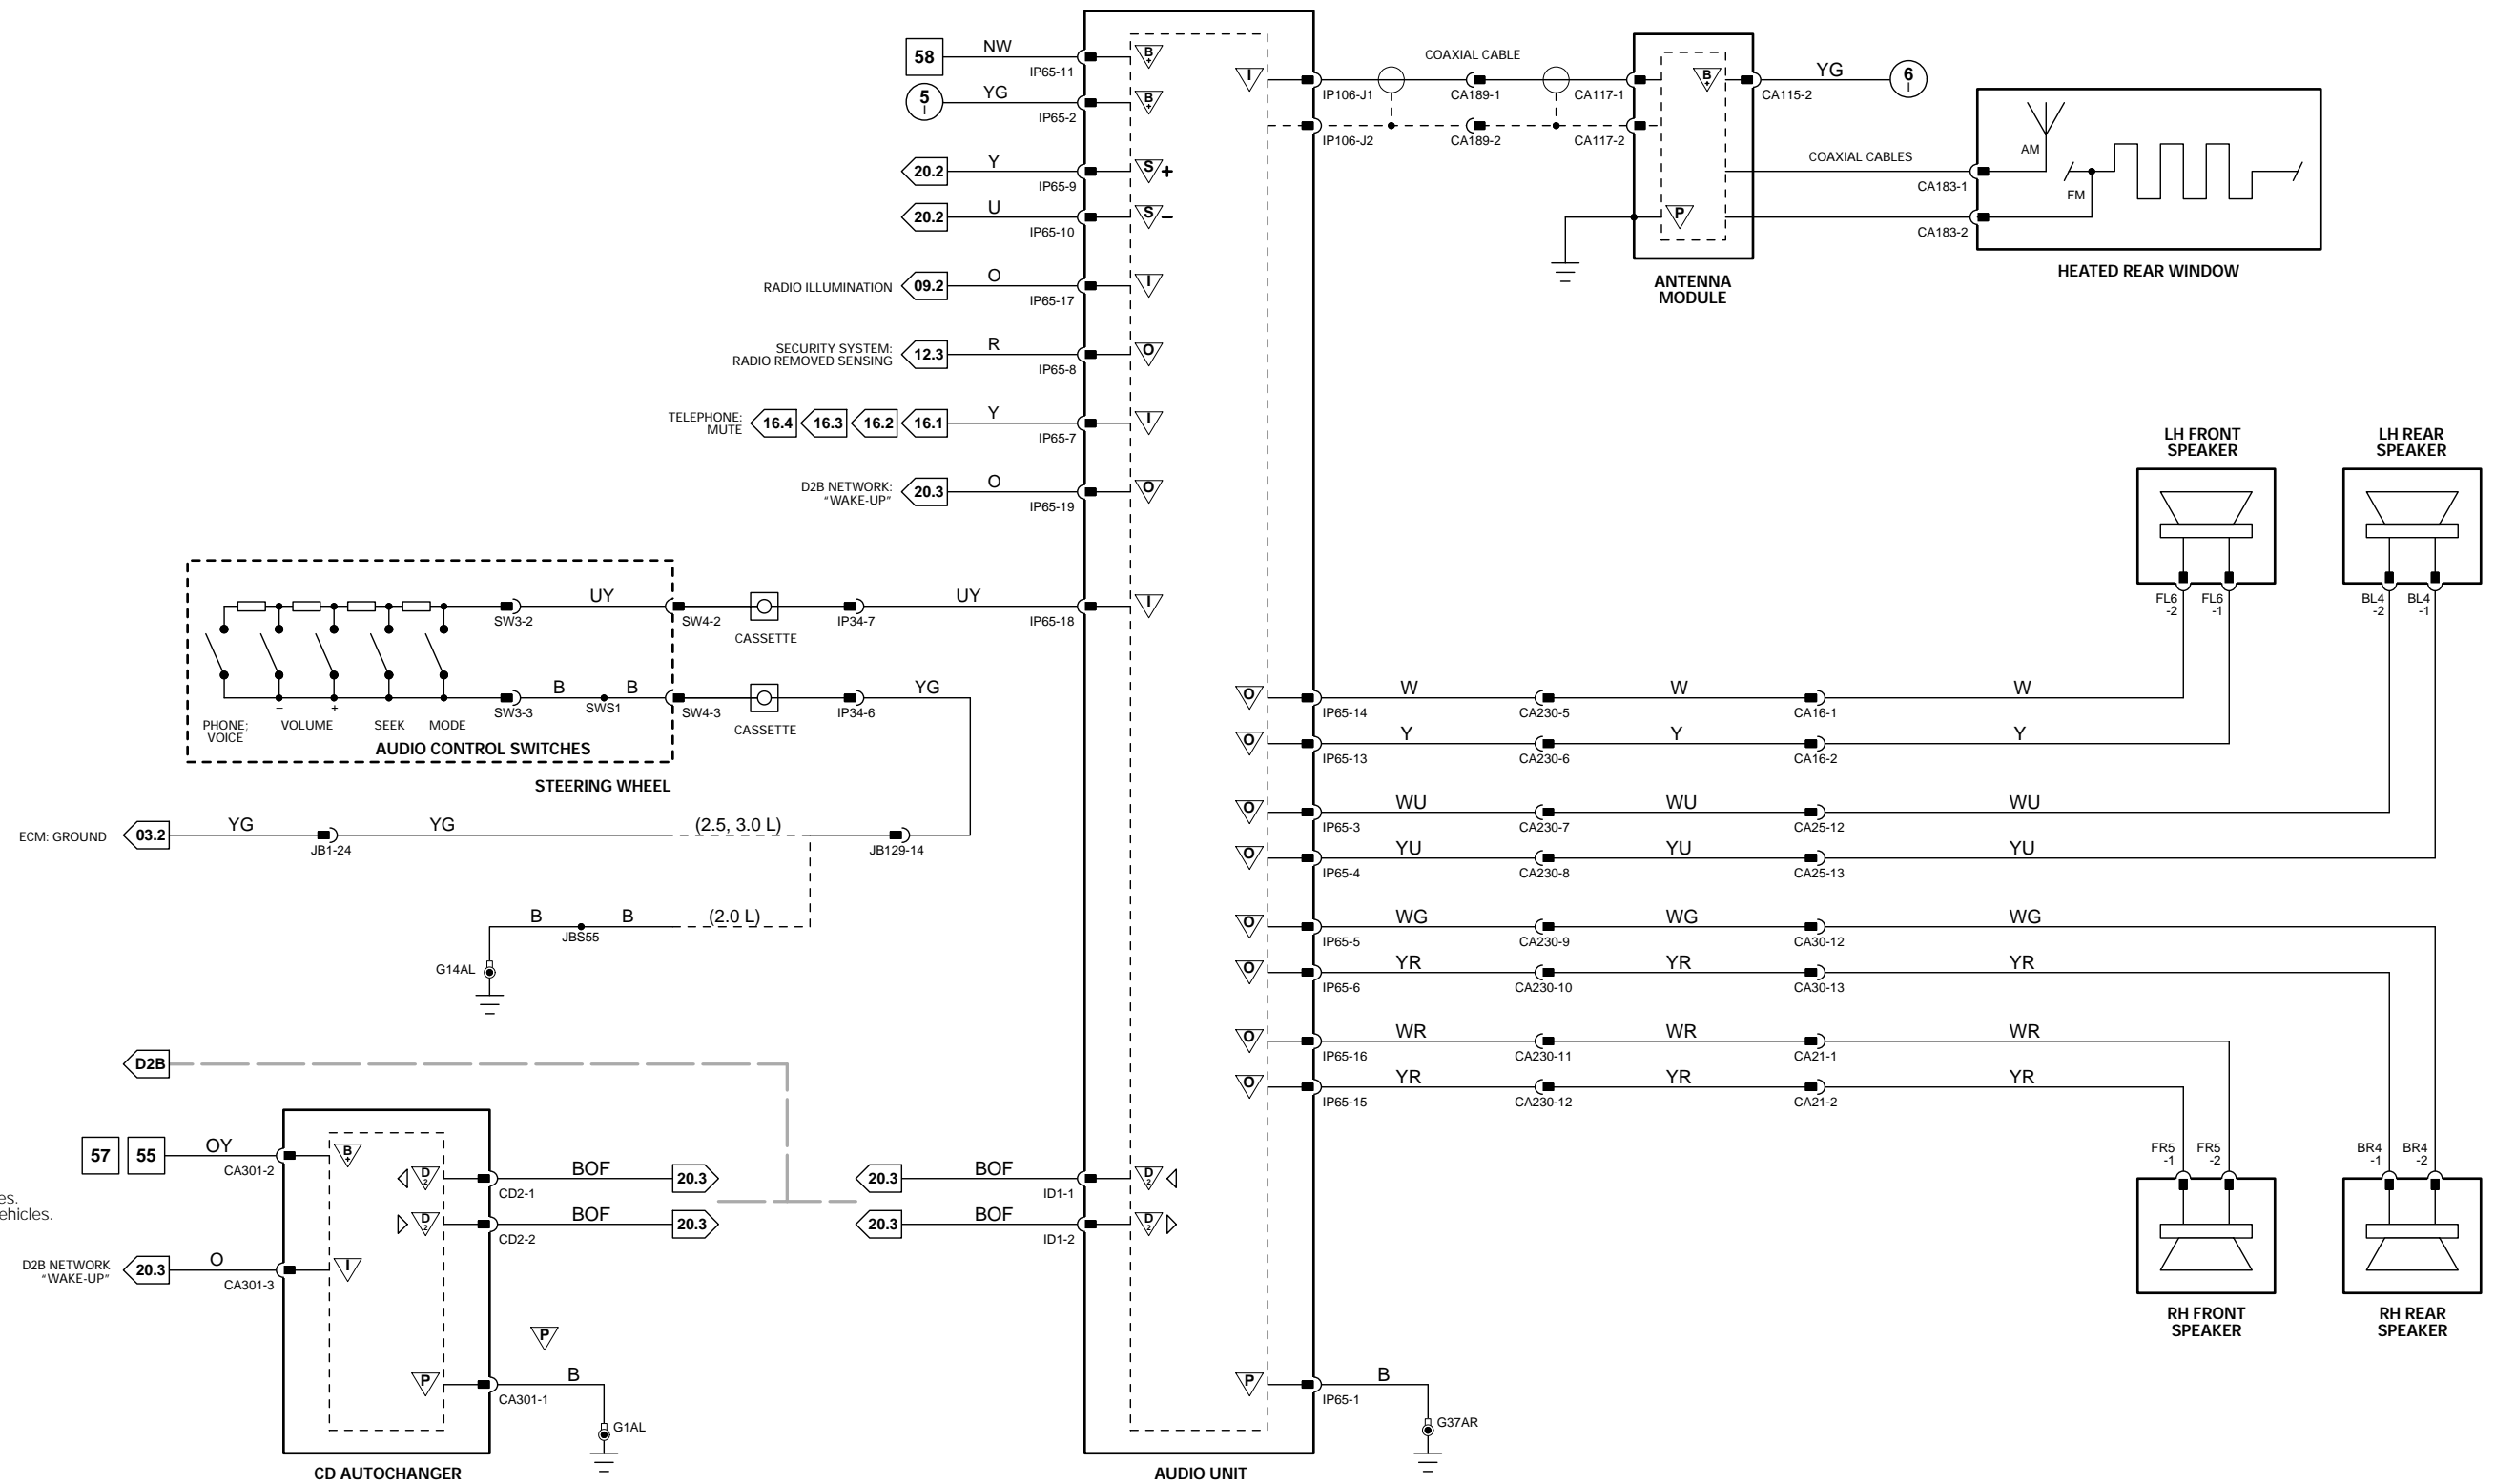 58 NW IP65-11 B+
5 I YG IP65-2 B+
20.2 Y IP65-9 S +
20.2 U IP65-10 S –
RADIO ILLUMINATION 09.2 O IP65-17 I
SECURITY SYSTEM:
RADIO REMOVED SENSING 12.3 R IP65-8 O
TELEPHONE:
MUTE 16.4 16.3 16.2 16.1 Y IP65-7 I
D2B NETWORK:
“WAKE-UP” 20.3 O IP65-19 O
I IP106-J1 COAXIAL CABLE CA189-1 CA117-1 B+ CA115-2 YG 6 I
IP106-J2 CA189-2 CA117-2
COAXIAL CABLES CA183-1 AM
P CA183-2 FM
ANTENNA
MODULE
HEATED REAR WINDOW
SW3-2 UY SW4-2 CASSETTE IP34-7 UY IP65-18 I
SW3-3 B SWS1 B SW4-3 CASSETTE IP34-6 YG
– +
PHONE;
VOICE
VOLUME
SEEK
MODE
AUDIO CONTROL SWITCHES
STEERING WHEEL
ECM: GROUND 03.2 YG JB1-24 YG (2.5, 3.0 L) JB129-14
B JBS55 B (2.0 L)
G14AL
LH FRONT
SPEAKER
LH REAR
SPEAKER
FL6
-2
FL6
-1
BL4
-2
BL4
-1
O IP65-14 W CA230-5 W CA16-1 W
O IP65-13 Y CA230-6 Y CA16-2 Y
O IP65-3 WU CA230-7 WU CA25-12 WU
O IP65-4 YU CA230-8 YU CA25-13 YU
O IP65-5 WG CA230-9 WG CA30-12 WG
O IP65-6 YR CA230-10 YR CA30-13 YR
O IP65-16 WR CA230-11 WR CA21-1 WR
O IP65-15 YR CA230-12 YR CA21-2 YR
FR5
-1
FR5
-2
BR4
-1
BR4
-2
RH FRONT
SPEAKER
RH REAR
SPEAKER
D2B
57 55 OY CA301-2 B+
D2 CD2-1 BOF 20.3 20.3 BOF ID1-1 D2
D2 CD2-2 BOF 20.3 20.3 BOF ID1-2 D2
es.
ehicles.
D2B NETWORK
“WAKE-UP” 20.3 O CA301-3 I
P
P CA301-1 B G1AL
P IP65-1 B G37AR
CD AUTOCHANGER
AUDIO UNIT